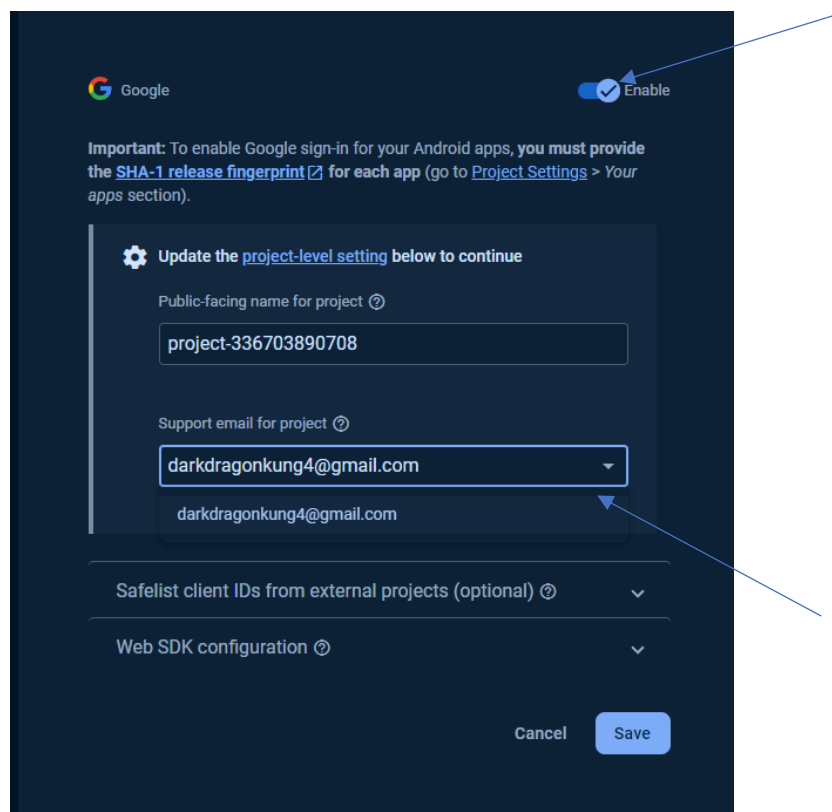 Google
Enable
Important: To enable Google sign-in for your Android apps, you must provide
the SHA-1 release fingerprint for each app (go to Project Settings > Your
apps section).
Update the project-level setting below to continue
Public-facing name for project
project-336703890708
Support email for project
darkdragonkung4@gmail.com
darkdragonkung4@gmail.com
Safelist client IDs from external projects (optional)
Web SDK configuration
Cancel
Save